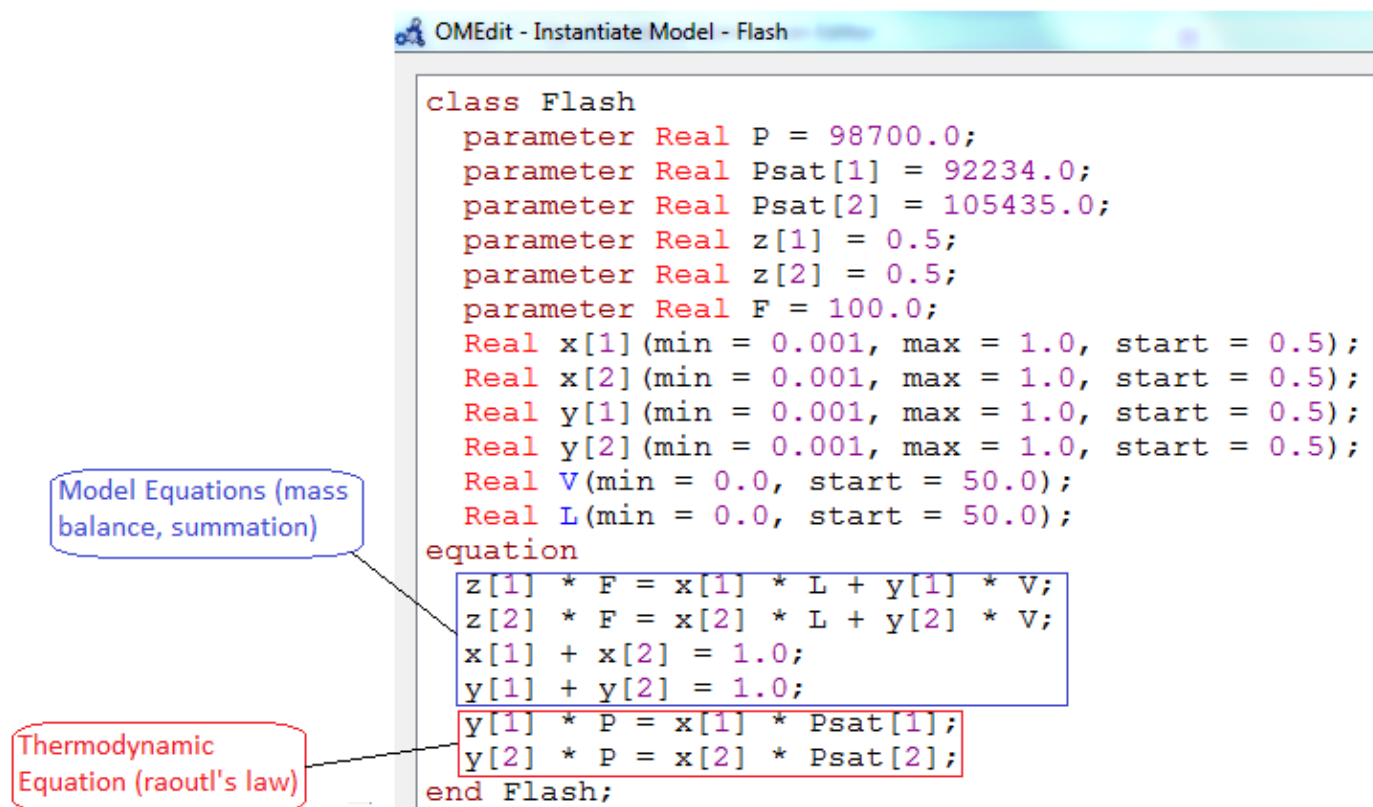 OMEdit - Instantiate Model - Flash
class Flash
parameter Real P = 98700.0;
parameter Real Psat[1] = 92234.0;
parameter Real Psat[2] = 105435.0;
parameter Real z[1] = 0.5;
parameter Real z[2] = 0.5;
parameter Real F = 100.0;
Real x[1](min = 0.001, max = 1.0, start = 0.5);
Real x[2](min = 0.001, max = 1.0, start = 0.5);
Real y[1](min = 0.001, max = 1.0, start = 0.5);
Real y[2](min = 0.001, max = 1.0, start = 0.5);
Real V(min = 0.0, start = 50.0);
Real L(min = 0.0, start = 50.0);
equation
z[1] * F = x[1] * L + y[1] * V;
z[2] * F = x[2] * L + y[2] * V;
x[1] + x[2] = 1.0;
y[1] + y[2] = 1.0;
y[1] * P = x[1] * Psat[1];
y[2] * P = x[2] * Psat[2];
end Flash;
Model Equations (mass
balance, summation)
Thermodynamic
Equation (raoutl's law)